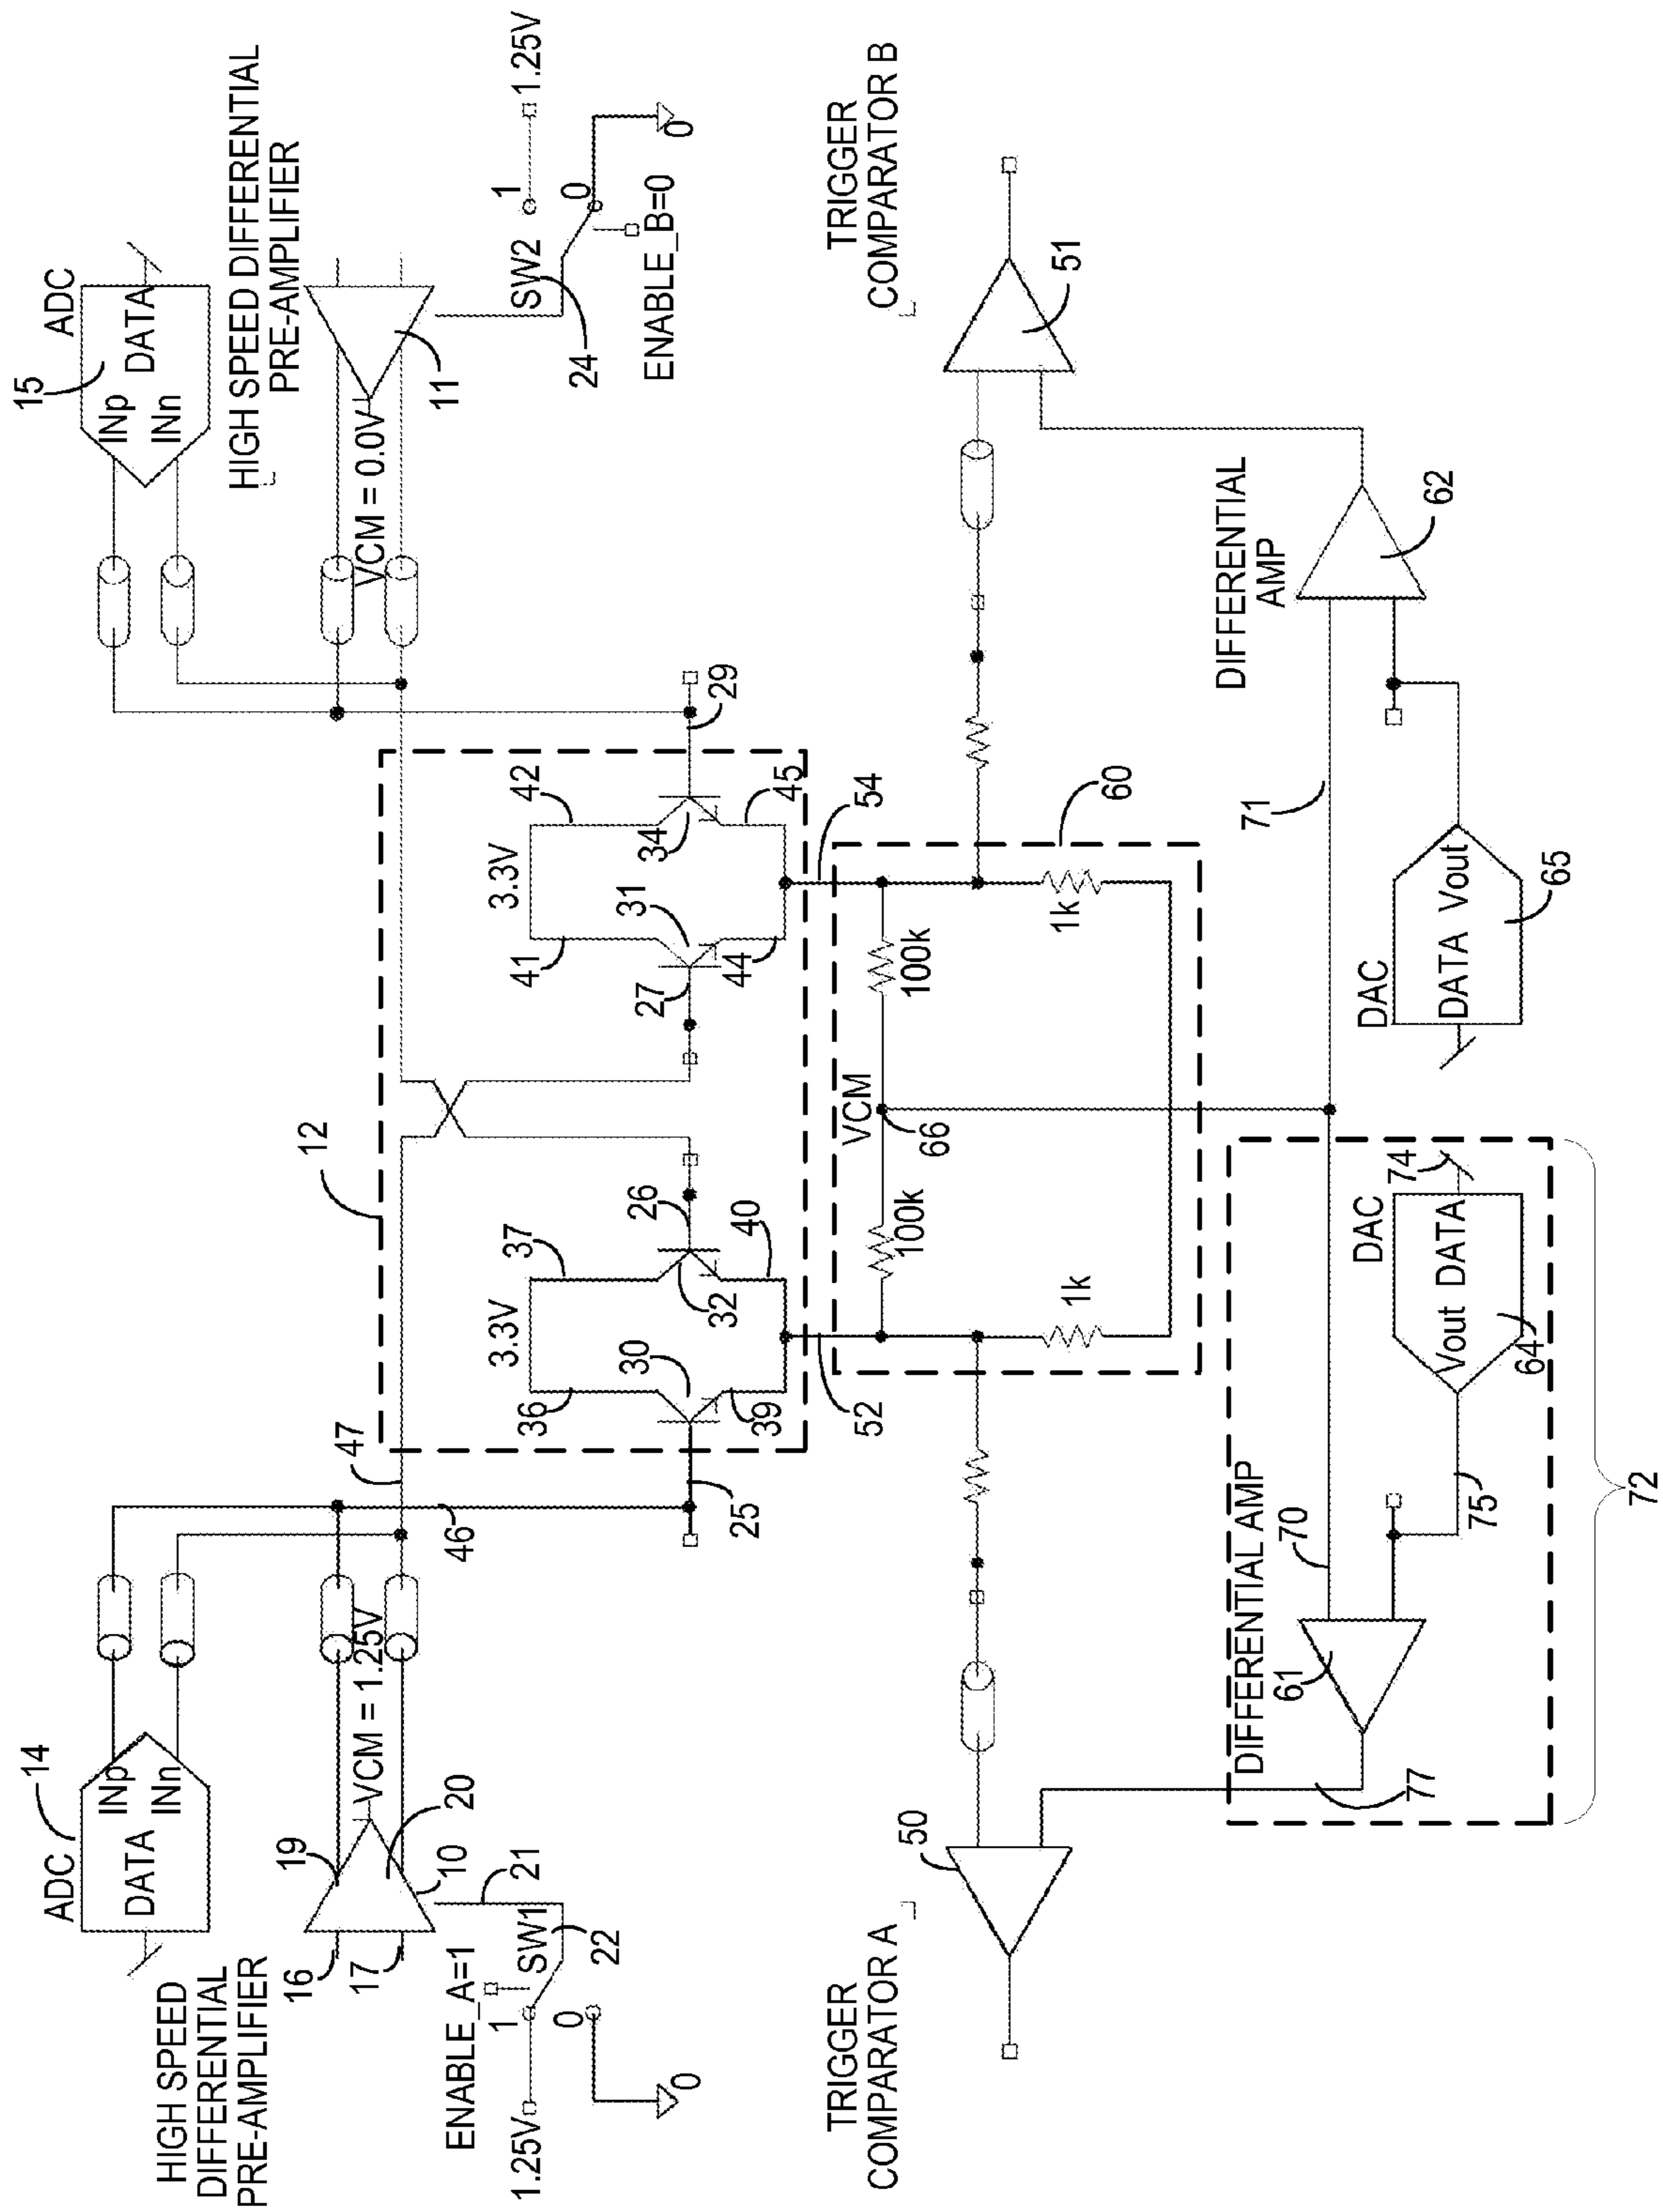 ADC
14
INp
INn
DATA
HIGH SPEED
DIFFERENTIAL
PRE-AMPLIFIER
16
17
19
20
10
VCM = 1.25V
21
ENABLE_A=1
SW1
22
1
0
1.25V
0
46
47
25
12
ADC
15
INp
INn
DATA
HIGH SPEED DIFFERENTIAL
PRE-AMPLIFIER
VCM = 0.0V
11
SW2
24
1
0
1.25V
0
ENABLE_B=0
3.3V
36
37
30
32
26
39
40
3.3V
41
42
31
34
27
29
44
45
52
54
60
100k
VCM
66
100k
1k
1k
TRIGGER
COMPARATOR A
50
TRIGGER
COMPARATOR B
51
DIFFERENTIAL AMP
61
70
77
DAC
Vout DATA
64
74
75
72
71
DIFFERENTIAL
AMP
62
DAC
DATA Vout
65